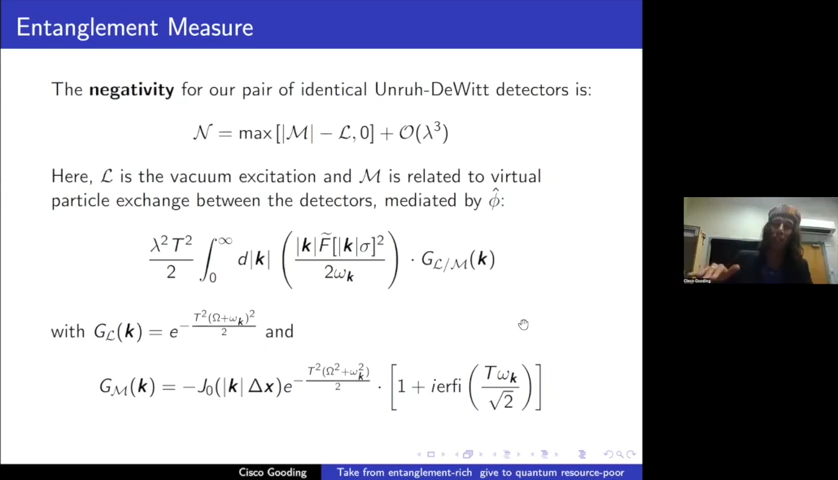 Entanglement Measure
The negativity for our pair of identical Unruh-DeWitt detectors is:
𝒩 = max [|ℳ| − ℒ, 0] + 𝒪(λ³)
Here, ℒ is the vacuum excitation and ℳ is related to virtual
particle exchange between the detectors, mediated by φ̂:
λ²T²/2 ∫₀^∞ d|k| (|k|F̃[|k|σ]²/2ω_k) · G_ℒ/ℳ(k)
with G_ℒ(k) = e^{−T²(Ω+ω_k)²/2} and
G_ℳ(k) = −J₀(|k| Δx)e^{−T²(Ω²+ω_k²)/2} · [1 + ierfi (Tω_k/√2)]
Cisco Gooding Take from entanglement-rich give to quantum resource-poor
Cisco Gooding